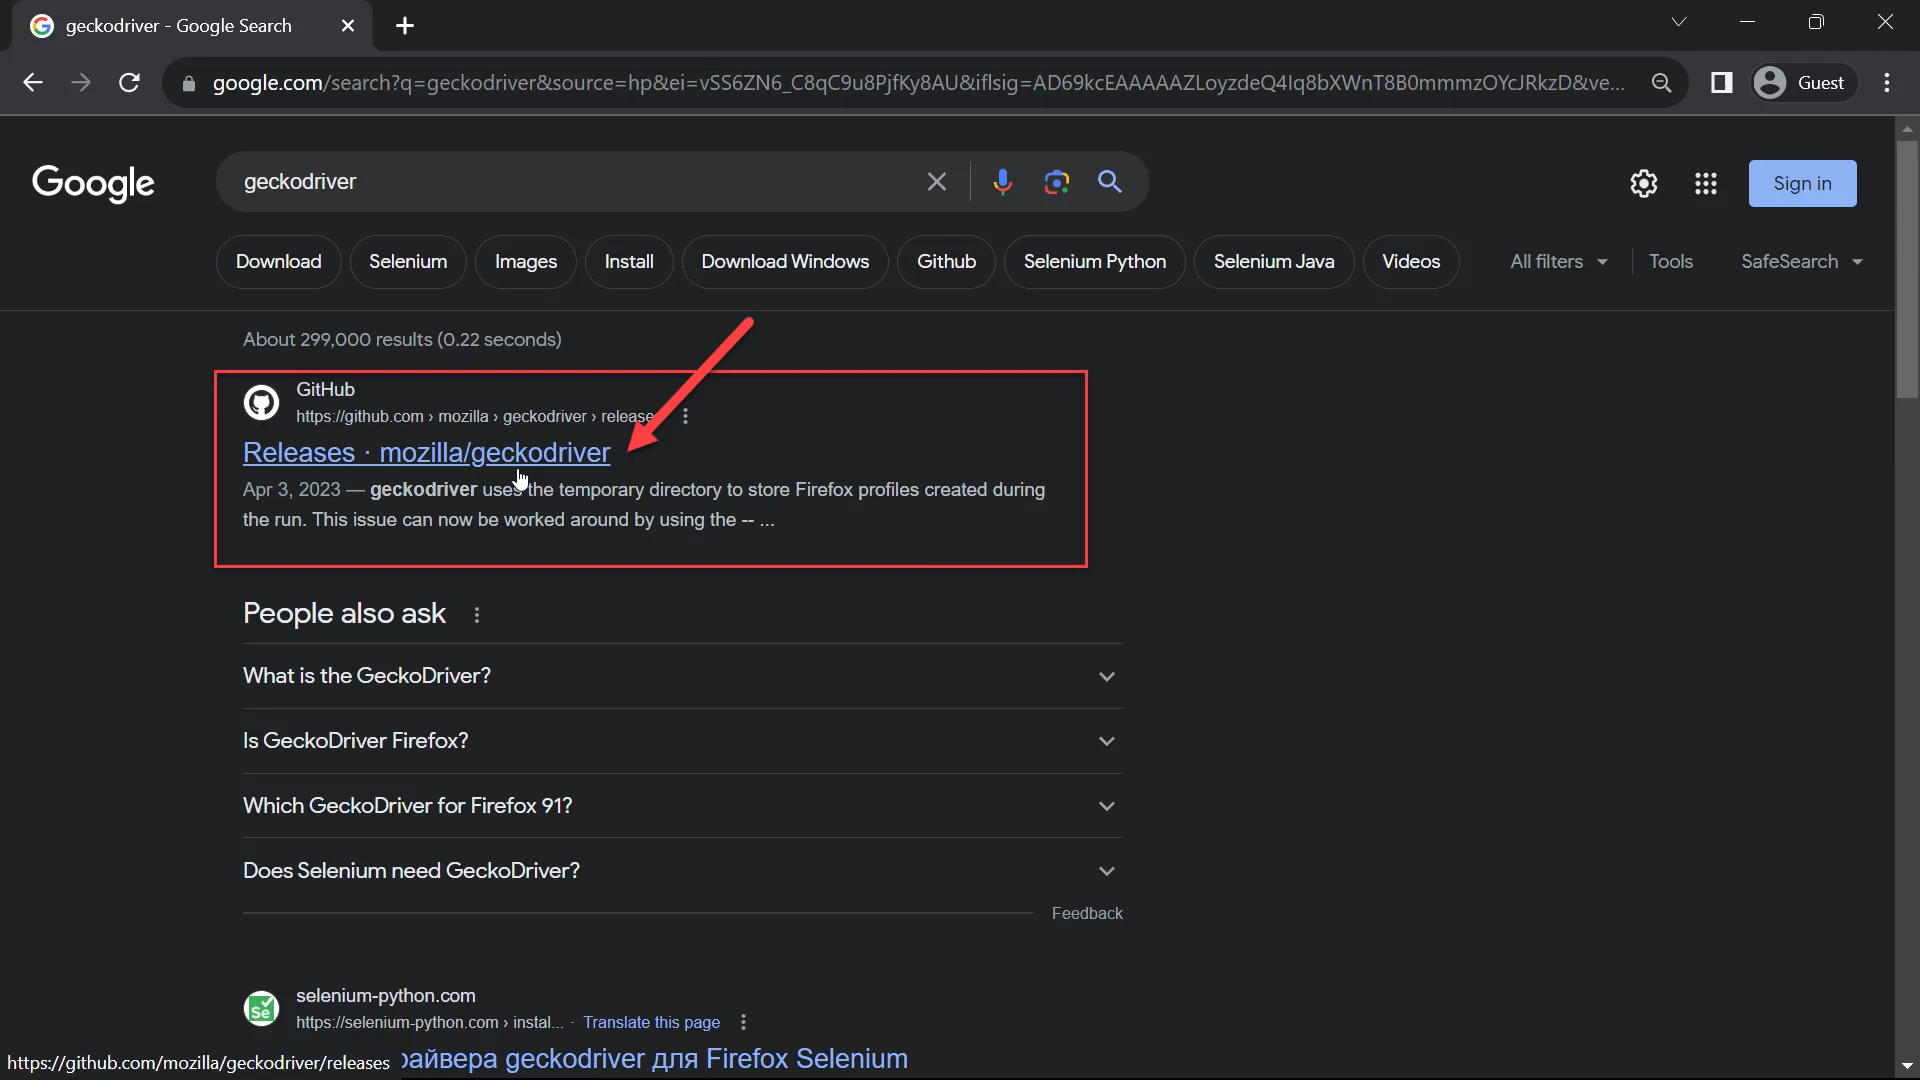 geckodriver - Google Search
google.com/search?q=geckodriver&source=hp&ei=vSS6ZN6_C8qC9u8PjfKy8AU&iflsig=AD69kcEAAAAAZLoyzdeQ4Iq8bXWnT8B0mmmzOYcJRkzD&ve...
Guest
Google
geckodriver
Sign in
Download
Selenium
Images
Install
Download Windows
Github
Selenium Python
Selenium Java
Videos
All filters
Tools
SafeSearch
About 299,000 results (0.22 seconds)
GitHub
https://github.com › mozilla › geckodriver › release
Releases · mozilla/geckodriver
Apr 3, 2023 — geckodriver uses the temporary directory to store Firefox profiles created during
the run. This issue can now be worked around by using the -- ...
People also ask
What is the GeckoDriver?
Is GeckoDriver Firefox?
Which GeckoDriver for Firefox 91?
Does Selenium need GeckoDriver?
Feedback
Se
selenium-python.com
https://selenium-python.com › instal... · Translate this page
geckodriver для Firefox Selenium
https://github.com/mozilla/geckodriver/releases